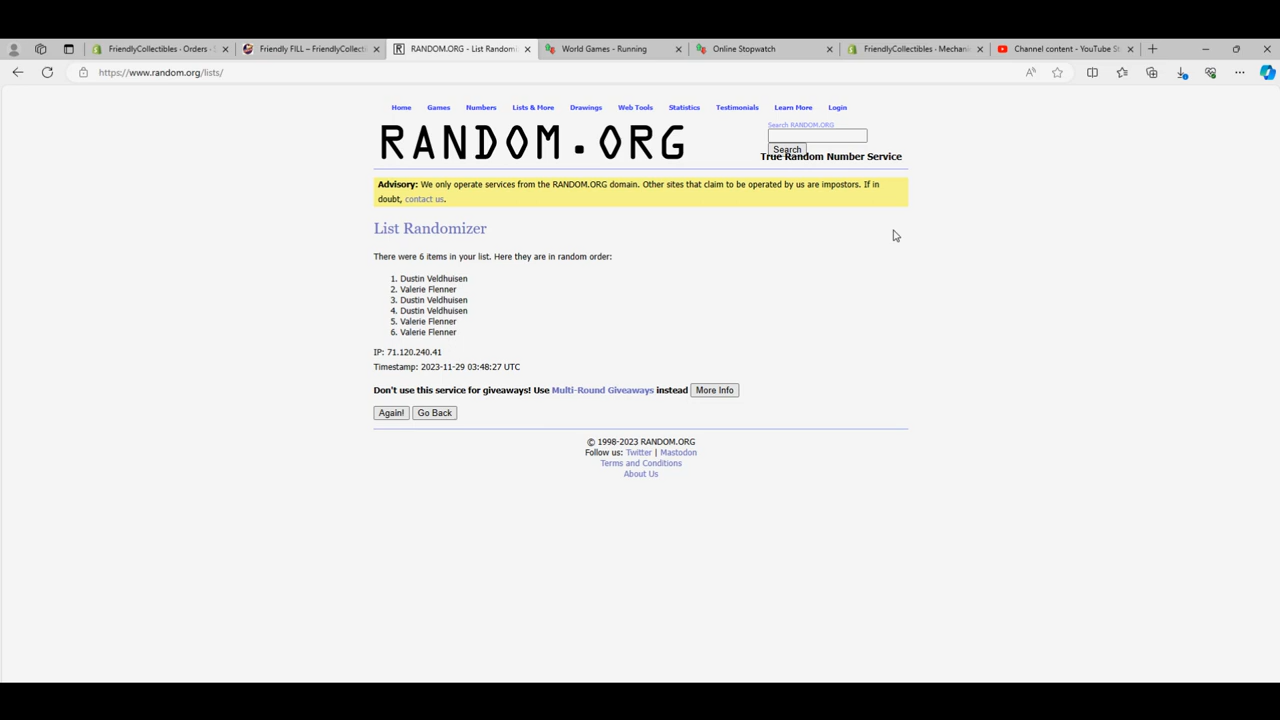 FriendlyCollectibles · Orders · S
Friendly FILL – FriendlyCollecti
RANDOM.ORG - List Random
World Games - Running
Online Stopwatch
FriendlyCollectibles · Mechani
Channel content - YouTube St
https://www.random.org/lists/
Home Games Numbers Lists & More Drawings Web Tools Statistics Testimonials Learn More Login
RANDOM.ORG
Search RANDOM.ORG
Search
True Random Number Service
Advisory: We only operate services from the RANDOM.ORG domain. Other sites that claim to be operated by us are impostors. If in
doubt, contact us.
List Randomizer
There were 6 items in your list. Here they are in random order:
1. Dustin Veldhuisen
2. Valerie Flenner
3. Dustin Veldhuisen
4. Dustin Veldhuisen
5. Valerie Flenner
6. Valerie Flenner
IP: 71.120.240.41
Timestamp: 2023-11-29 03:48:27 UTC
Don't use this service for giveaways! Use Multi-Round Giveaways instead More Info
Again! Go Back
© 1998-2023 RANDOM.ORG
Follow us: Twitter | Mastodon
Terms and Conditions
About Us